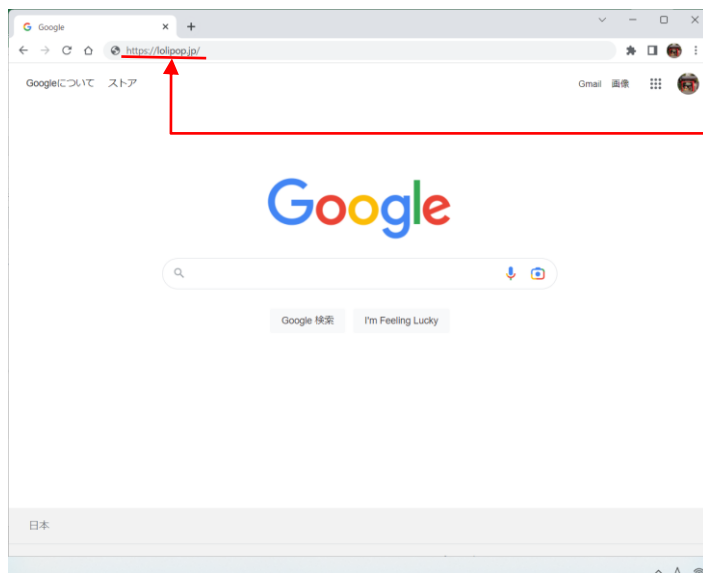 Google
https://lolipop.jp/
Googleについて ストア
Gmail 画像
Google
Google 検索 I'm Feeling Lucky
日本